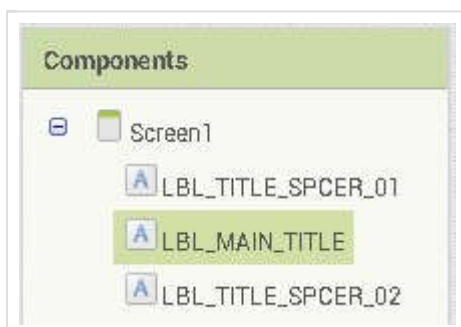 Components
Screen1
LBL_TITLE_SPCER_01
LBL_MAIN_TITLE
LBL_TITLE_SPCER_02